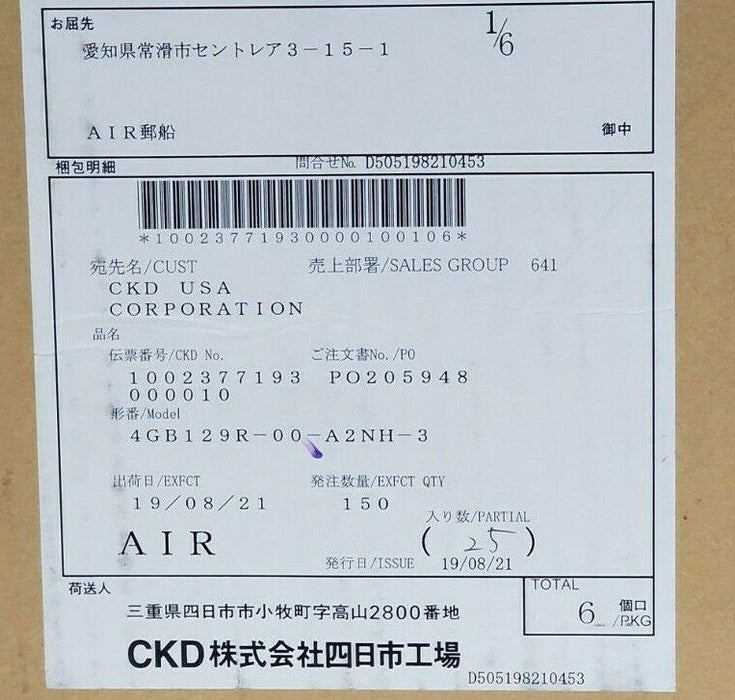 お届先
1/6
愛知県常滑市セントレア3-15-1
AIR郵船 御中
梱包明細 問合せNo. D505198210453
*10023771930000100106*
宛先名/CUST 売上部署/SALES GROUP 641
CKD USA
CORPORATION
品名
伝票番号/CKD No. ご注文書No./PO
1002377193 PO205948
000010
形番/Model
4GB129R-00-A2NH-3
出荷日/EXFCT 発注数量/EXFCT QTY
19/08/21 150
入り数/PARTIAL
AIR (25)
発行日/ISSUE 19/08/21
荷送人 TOTAL
三重県四日市市小牧町字高山2800番地 6 個口
/PKG
CKD株式会社四日市工場
D505198210453